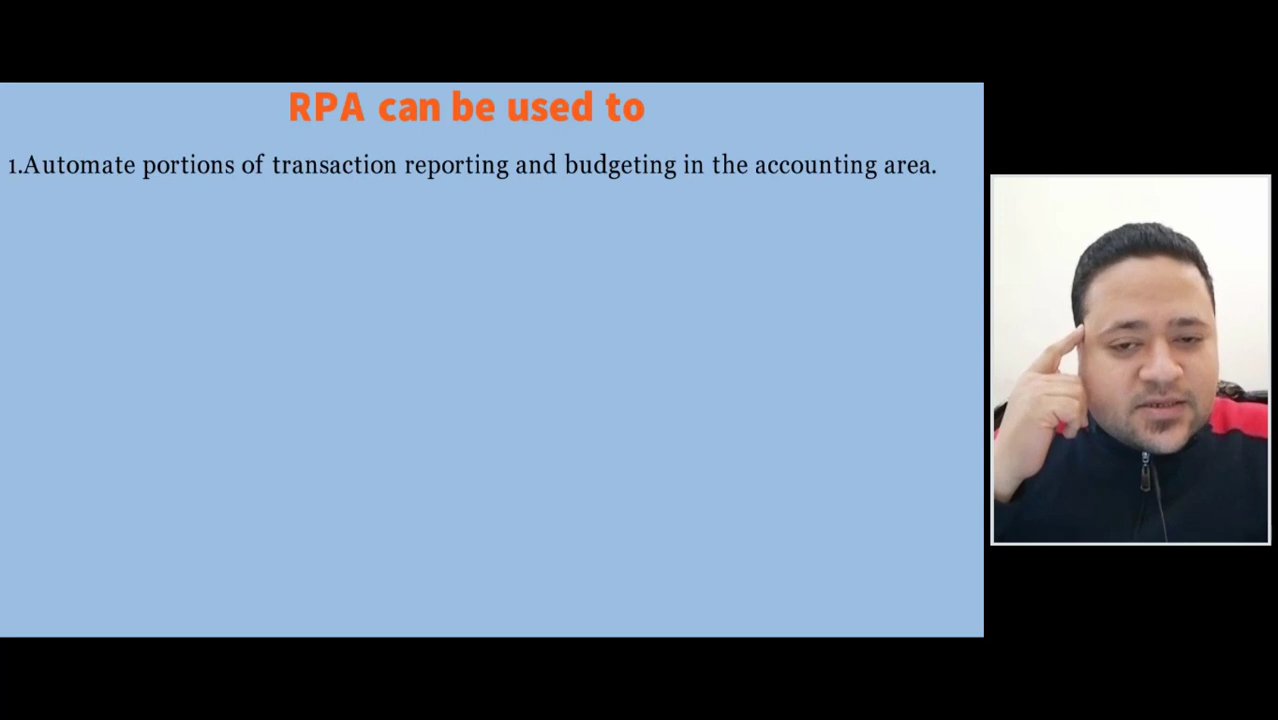 RPA can be used to
1.Automate portions of transaction reporting and budgeting in the accounting area.